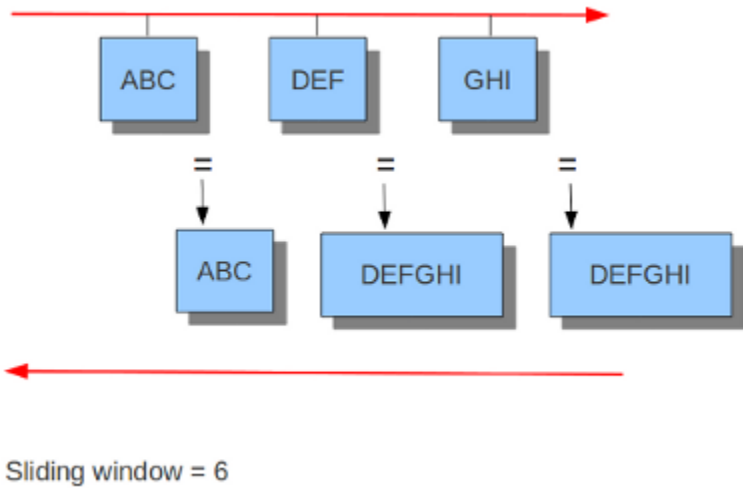 ABC DEF GHI
= = =
ABC DEFGHI DEFGHI
Sliding window = 6